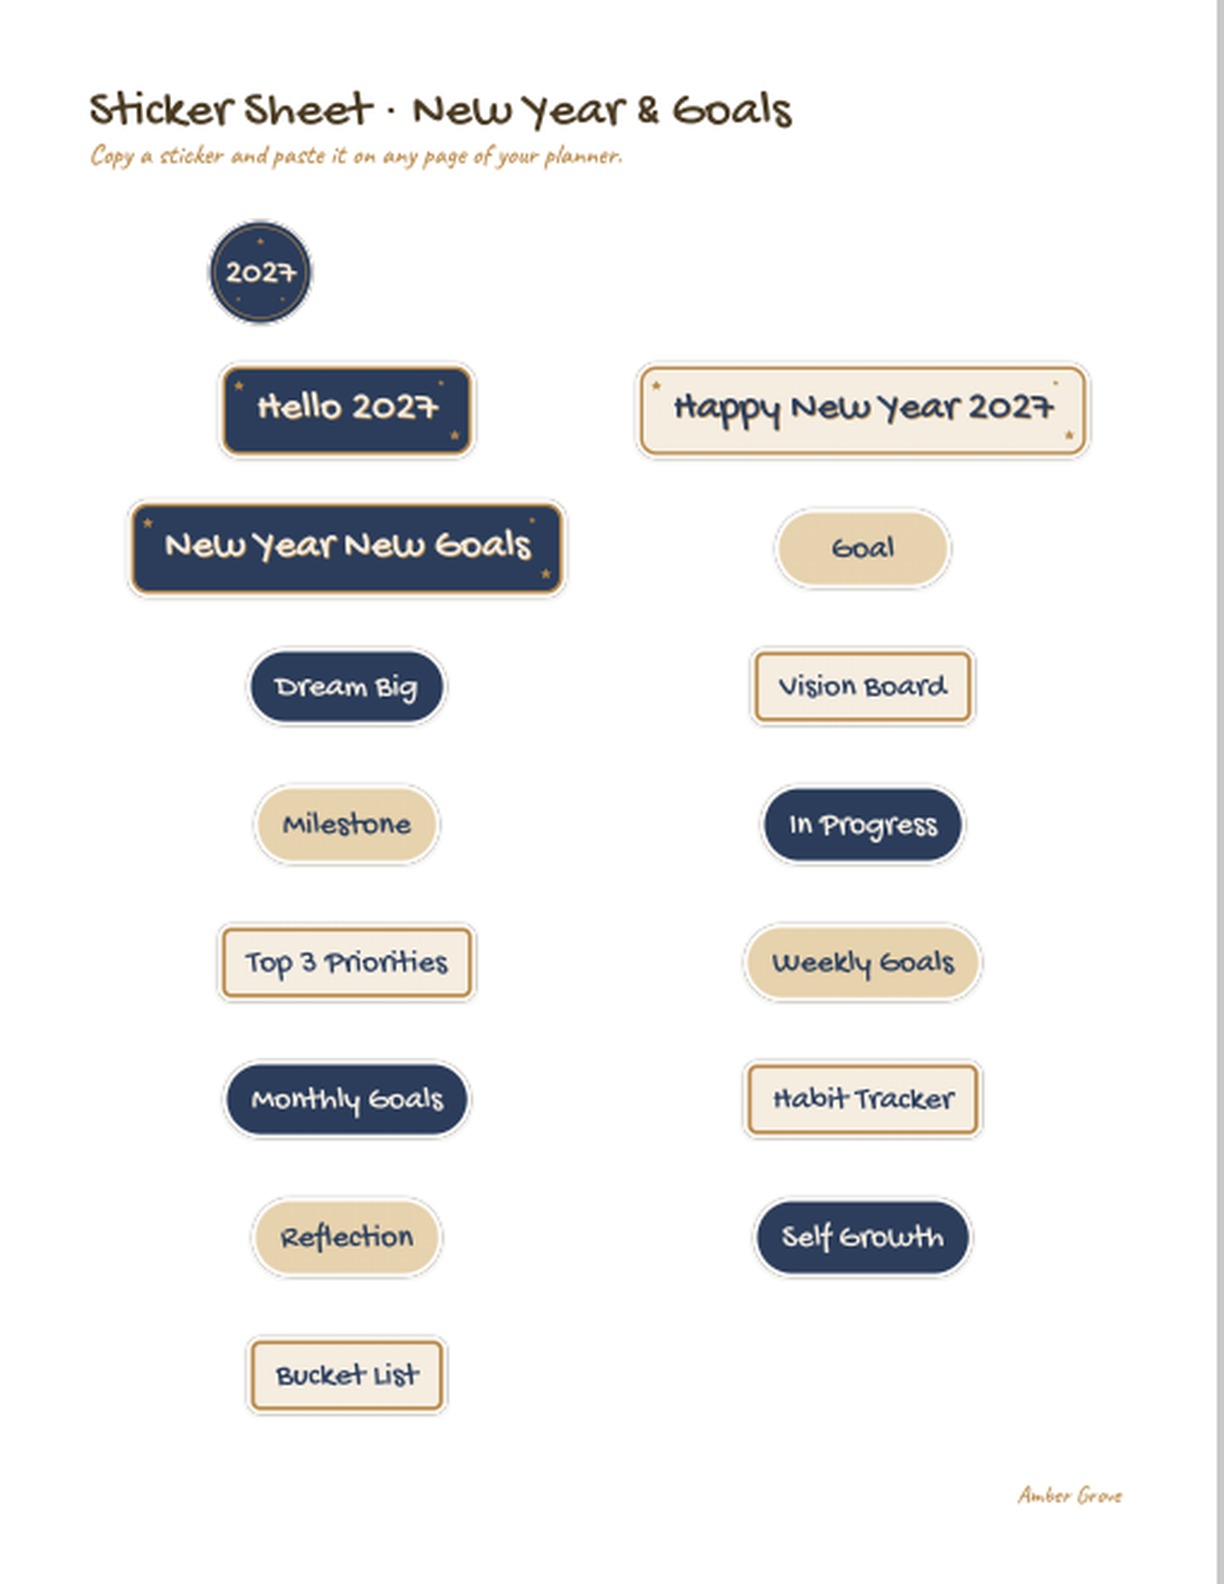 Sticker Sheet · New Year & Goals
Copy a sticker and paste it on any page of your planner.
2027
Hello 2027
Happy New Year 2027
New Year New Goals
Goal
Dream Big
Vision Board
Milestone
In Progress
Top 3 Priorities
Weekly Goals
Monthly Goals
Habit Tracker
Reflection
Self Growth
Bucket List
Amber Grove